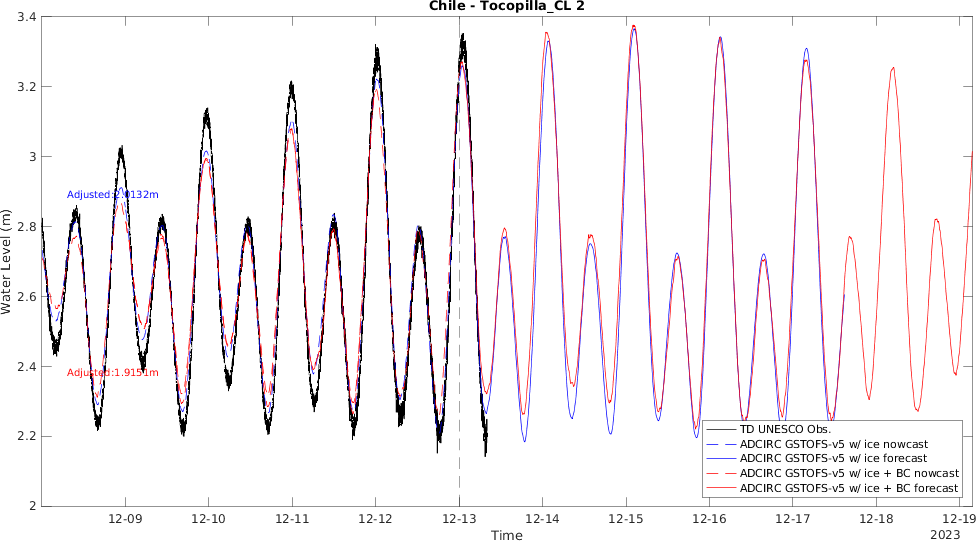 Chile - Tocopilla_CL 2
3.4
3.2
3
2.8
2.6
2.4
2.2
2
Water Level (m)
Adjusted:2.0132m
Adjusted:1.9151m
TD UNESCO Obs.
ADCIRC GSTOFS-v5 w/ ice nowcast
ADCIRC GSTOFS-v5 w/ ice forecast
ADCIRC GSTOFS-v5 w/ ice + BC nowcast
ADCIRC GSTOFS-v5 w/ ice + BC forecast
12-09 12-10 12-11 12-12 12-13 12-14 12-15 12-16 12-17 12-18 12-19
Time
2023